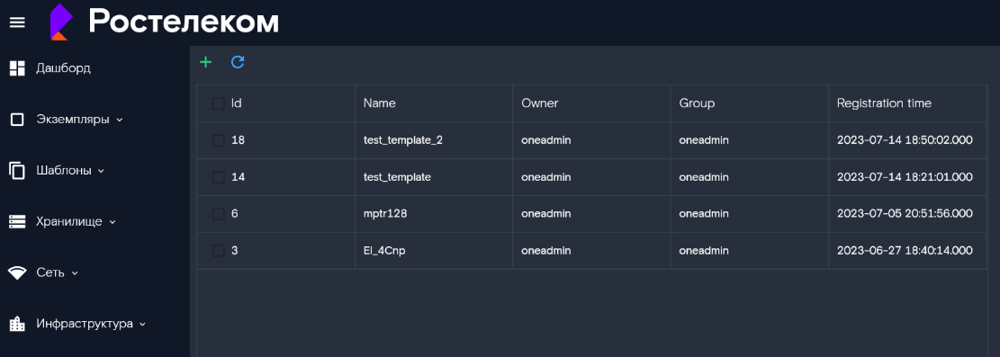 Ростелеком
Дашборд
Экземпляры
Шаблоны
Хранилище
Сеть
Инфраструктура
Id Name Owner Group Registration time
18 test_template_2 oneadmin oneadmin 2023-07-14 18:50:02.000
14 test_template oneadmin oneadmin 2023-07-14 18:21:01.000
6 mptr128 oneadmin oneadmin 2023-07-05 20:51:56.000
3 El_4Cnp oneadmin oneadmin 2023-06-27 18:40:14.000